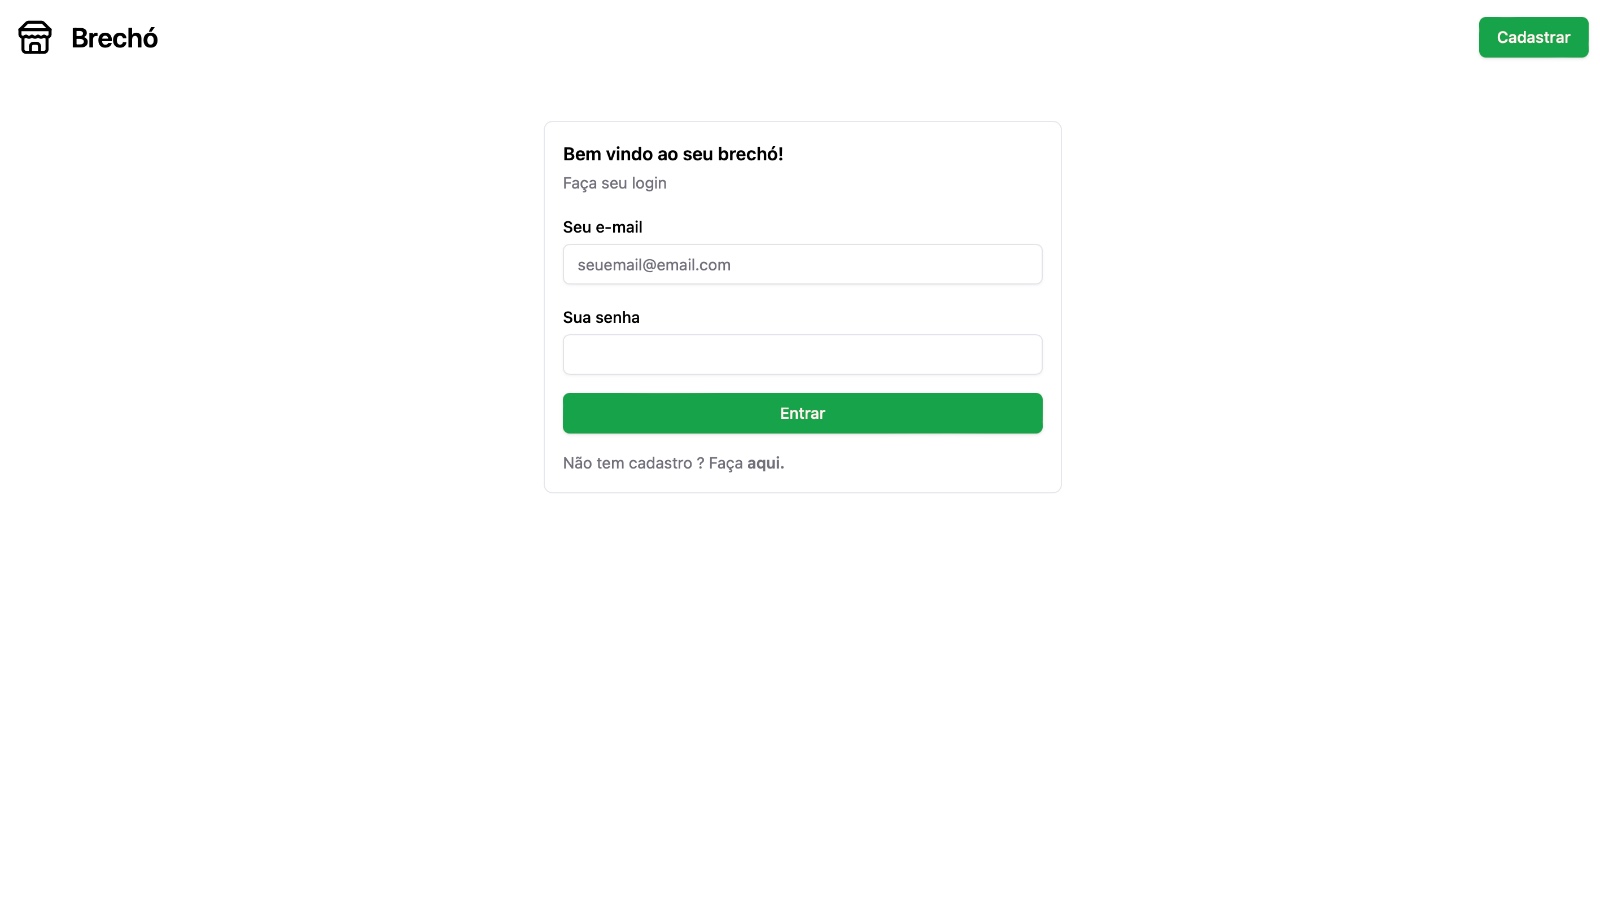 Brechó
Cadastrar
Bem vindo ao seu brechó!
Faça seu login
Seu e-mail
seuemail@email.com
Sua senha
Entrar
Não tem cadastro ? Faça aqui.